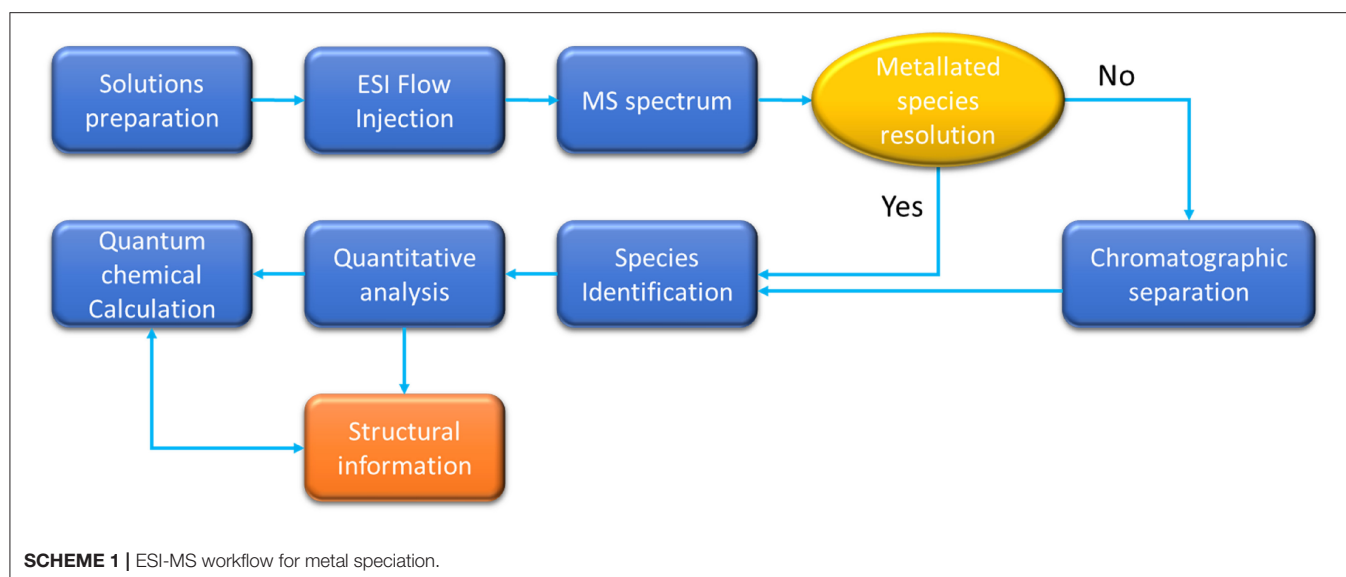 Solutions
preparation
ESI Flow
Injection
MS spectrum
Metallated
species
resolution
No
Yes
Chromatographic
separation
Species
Identification
Quantitative
analysis
Quantum
chemical
Calculation
Structural
information
SCHEME 1 | ESI-MS workflow for metal speciation.